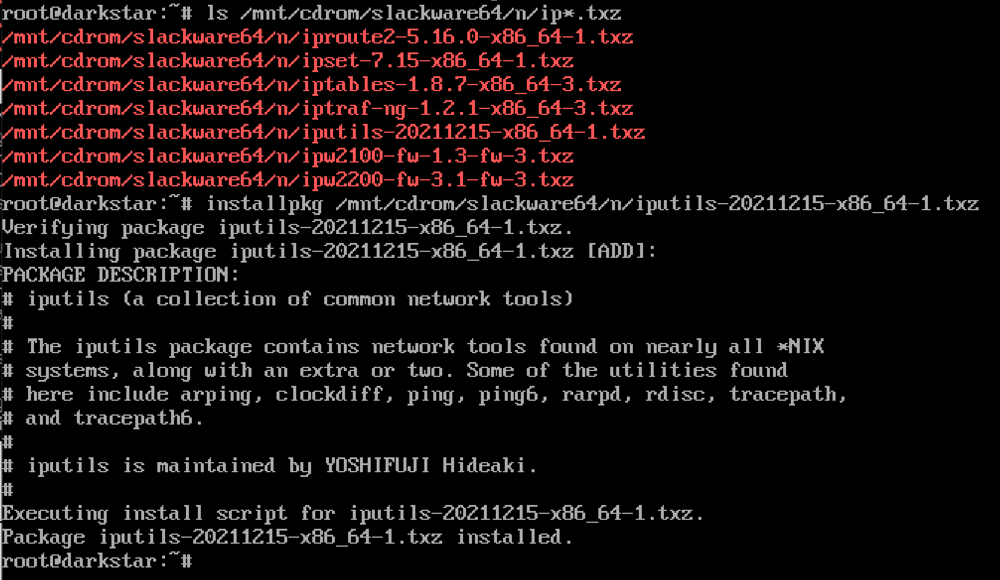 root@darkstar:~# ls /mnt/cdrom/slackware64/n/ip*.txz
/mnt/cdrom/slackware64/n/iproute2-5.16.0-x86_64-1.txz
/mnt/cdrom/slackware64/n/ipset-7.15-x86_64-1.txz
/mnt/cdrom/slackware64/n/iptables-1.8.7-x86_64-3.txz
/mnt/cdrom/slackware64/n/iptraf-ng-1.2.1-x86_64-3.txz
/mnt/cdrom/slackware64/n/iputils-20211215-x86_64-1.txz
/mnt/cdrom/slackware64/n/ipw2100-fw-1.3-fw-3.txz
/mnt/cdrom/slackware64/n/ipw2200-fw-3.1-fw-3.txz
root@darkstar:~# installpkg /mnt/cdrom/slackware64/n/iputils-20211215-x86_64-1.txz
Verifying package iputils-20211215-x86_64-1.txz.
Installing package iputils-20211215-x86_64-1.txz [ADD]:
PACKAGE DESCRIPTION:
# iputils (a collection of common network tools)
#
# The iputils package contains network tools found on nearly all *NIX
# systems, along with an extra or two. Some of the utilities found
# here include arping, clockdiff, ping, ping6, rarpd, rdisc, tracepath,
# and tracepath6.
#
# iputils is maintained by YOSHIFUJI Hideaki.
#
Executing install script for iputils-20211215-x86_64-1.txz.
Package iputils-20211215-x86_64-1.txz installed.
root@darkstar:~#